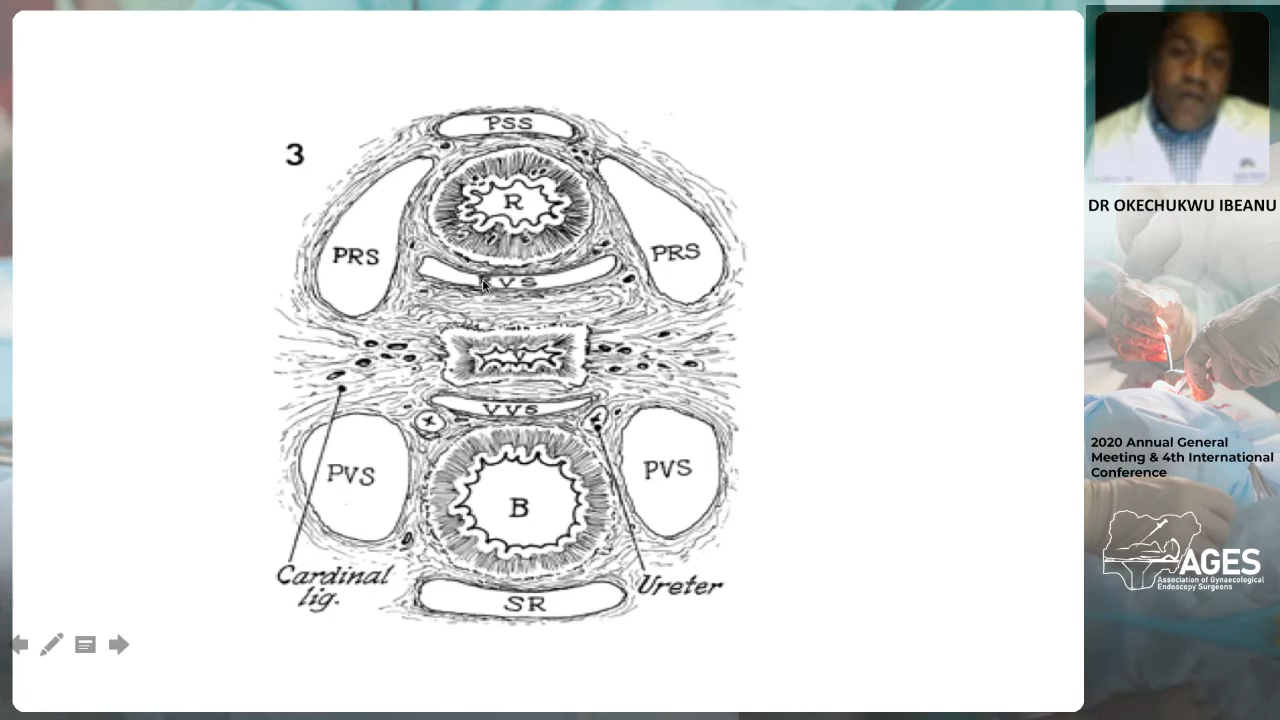 3
PSS
R
PRS
PRS
VS
V
VVS
PVS
PVS
B
Cardinal
lig.
Ureter
SR
DR OKECHUKWU IBEANU
2020 Annual General
Meeting & 4th International
Conference
AGES
Association of Gynaecological
Endoscopy Surgeons